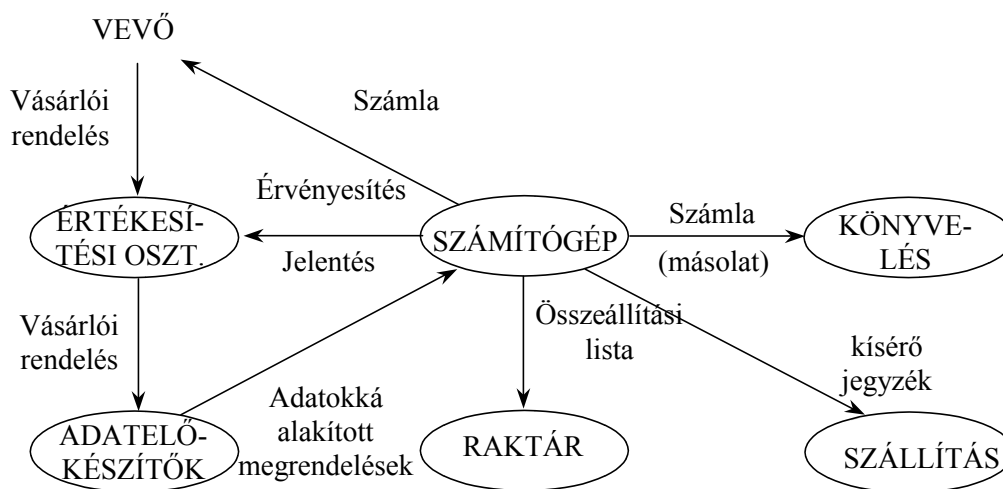 VEVŐ
Vásárlói
rendelés
Számla
Érvényesítés
Jelentés
ÉRTÉKESÍ-
TÉSI OSZT.
SZÁMÍTÓGÉP
Számla
(másolat)
KÖNYVE-
LÉS
Vásárlói
rendelés
Összeállítási
lista
kísérő
jegyzék
Adatokká
alakított
megrendelések
ADATELŐ-
KÉSZÍTŐK
RAKTÁR
SZÁLLÍTÁS